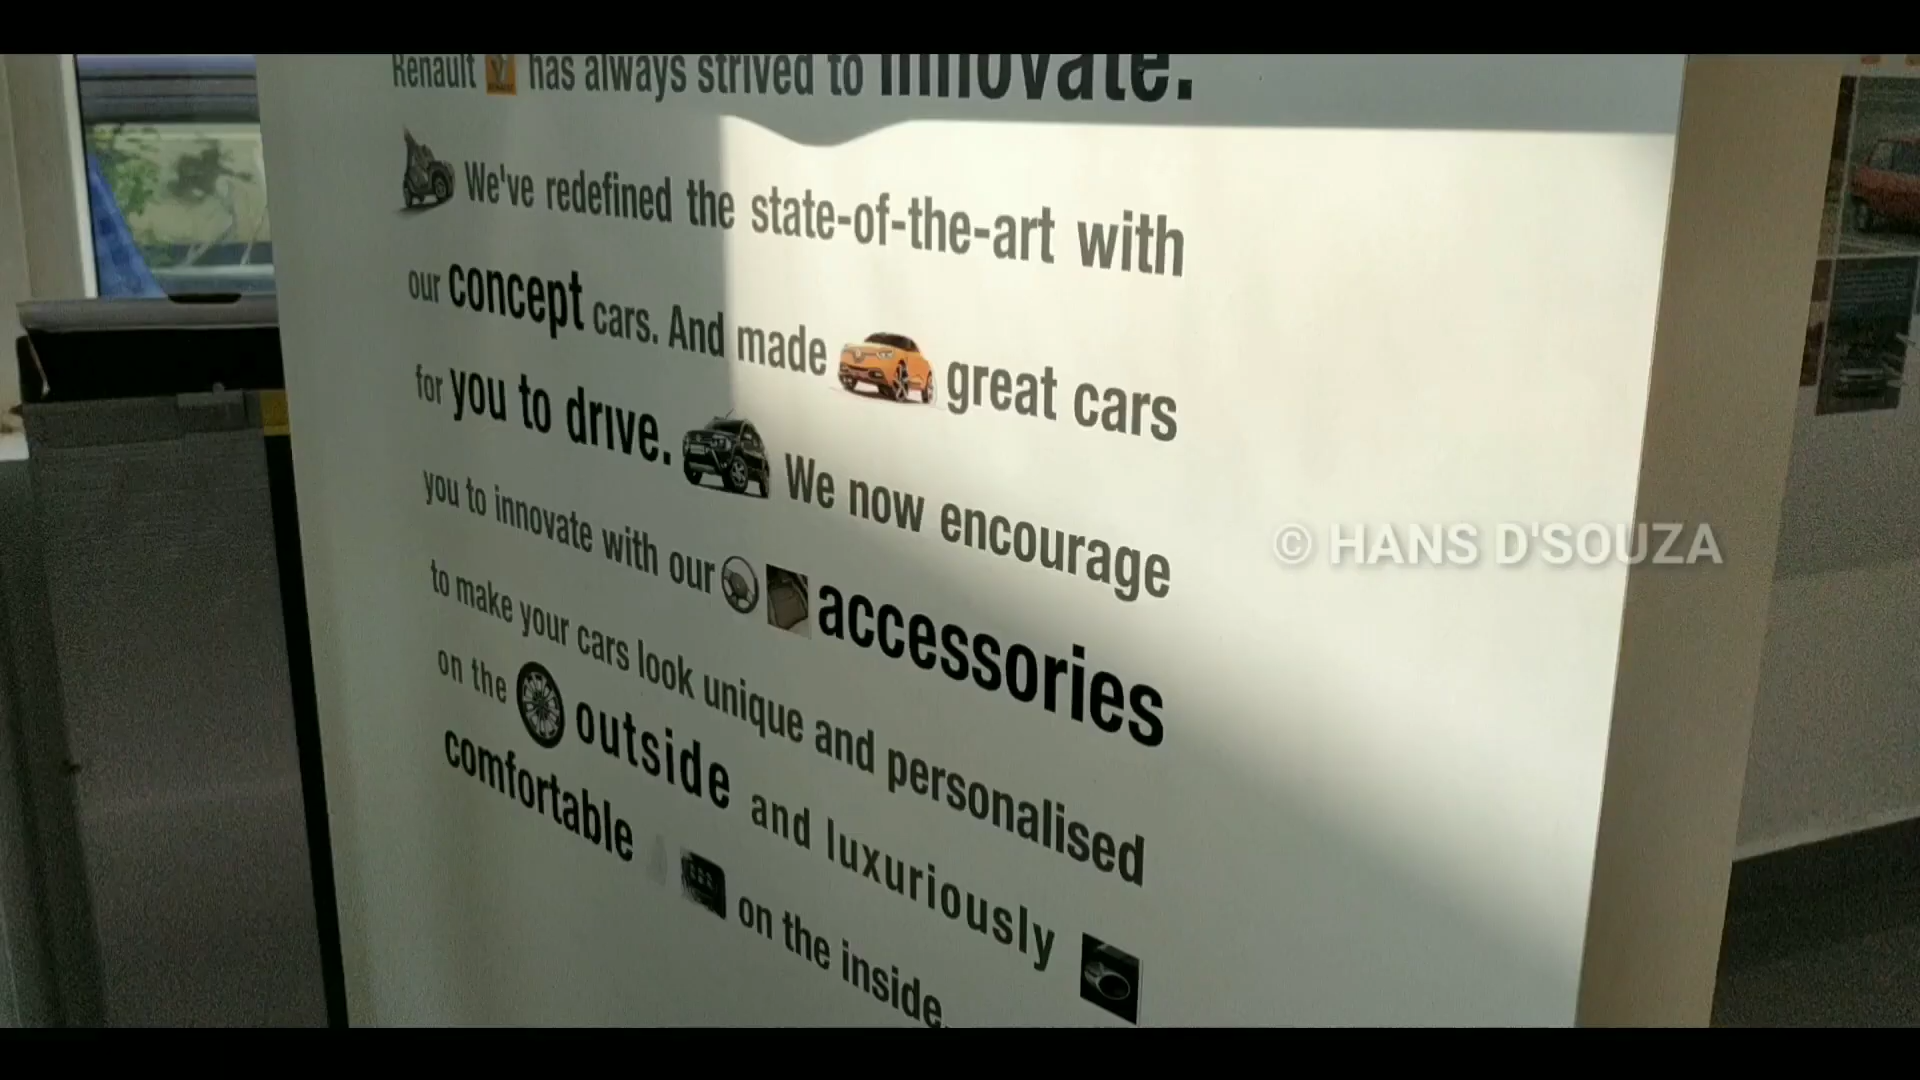 Renault has always strived to innovate.
We've redefined the state-of-the-art with
our concept cars. And made great cars
for you to drive. We now encourage
you to innovate with our accessories
to make your cars look unique and personalised
on the outside and luxuriously
comfortable on the inside.
© HANS D'SOUZA